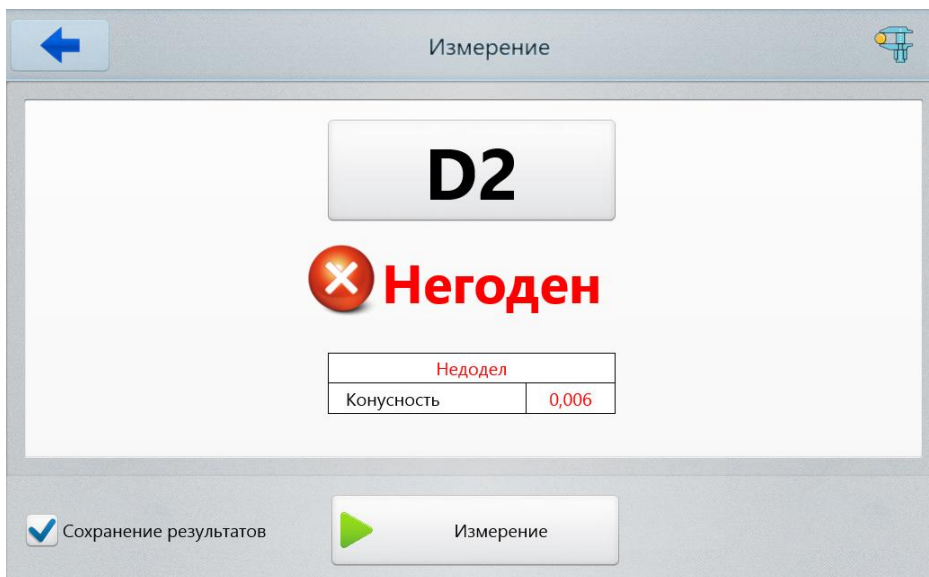 Измерение
D2
Негоден
Недодел
Конусность 0,006
Сохранение результатов
Измерение